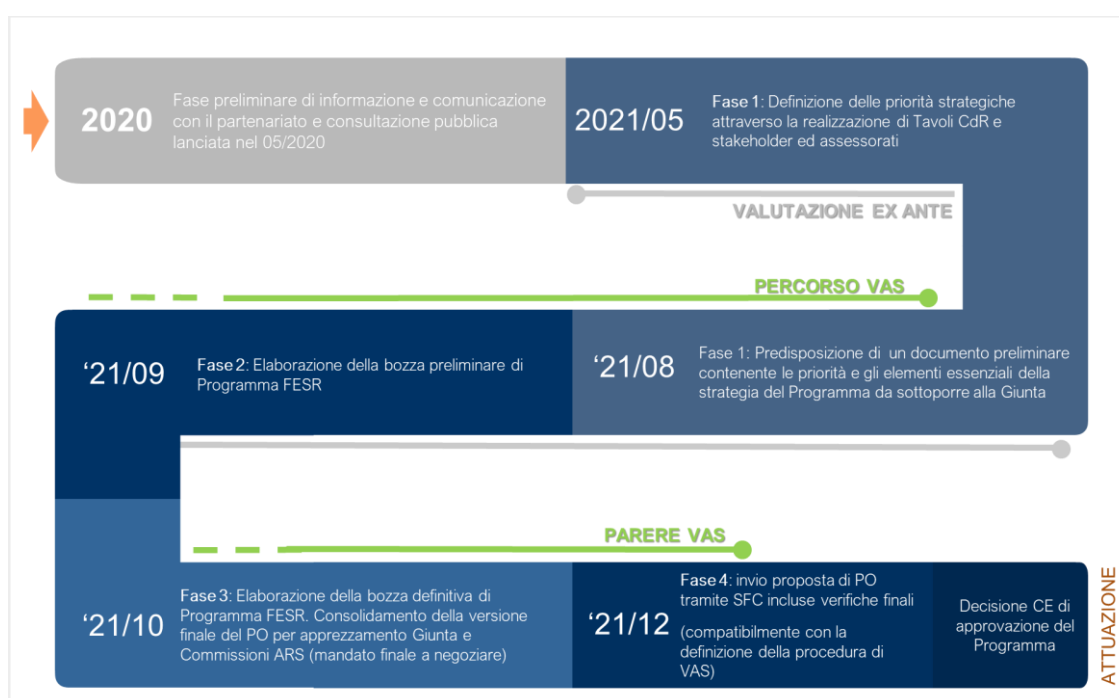 2020
Fase preliminare di informazione e comunicazione
con il partenariato e consultazione pubblica
lanciata nel 05/2020
2021/05
Fase 1: Definizione delle priorità strategiche
attraverso la realizzazione di Tavoli CdR e
stakeholder ed assessorati
VALUTAZIONE EX ANTE
PERCORSO VAS
‘21/09
Fase 2: Elaborazione della bozza preliminare di
Programma FESR
‘21/08
Fase 1: Predisposizione di un documento preliminare
contenente le priorità e gli elementi essenziali della
strategia del Programma da sottoporre alla Giunta
PARERE VAS
‘21/10
Fase 3: Elaborazione della bozza definitiva di
Programma FESR. Consolidamento della versione
finale del PO per apprezzamento Giunta e
Commissioni ARS (mandato finale a negoziare)
‘21/12
Fase 4: invio proposta di PO
tramite SFC incluse verifiche finali
(compatibilmente con la
definizione della procedura di
VAS)
Decisione CE di
approvazione del
Programma
ATTUAZIONE